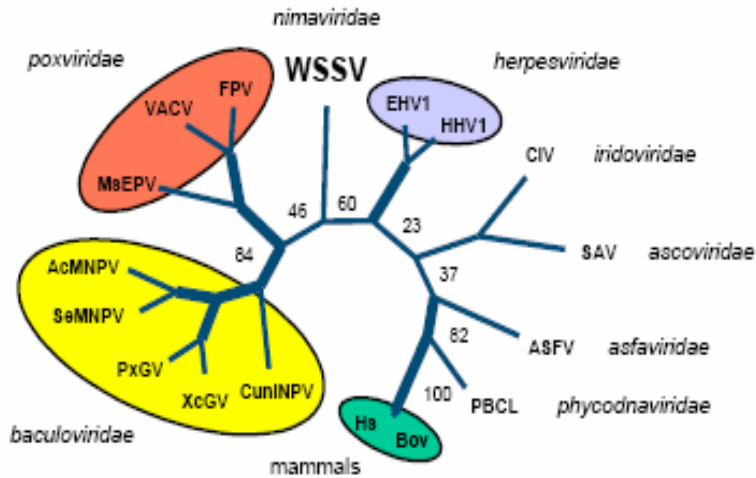 nimaviridae
poxviridae
WSSV
herpesviridae
FPV
VACV
EHV1
HHV1
MsEPV
CIV iridoviridae
46 60
23
84
SAV ascoviridae
AcMNPV
37
SeMNPV
82
ASFV asfaviridae
PxGV
XcGV
CuniNPV
100
PBCL phycodnaviridae
Hs
Bov
baculoviridae
mammals